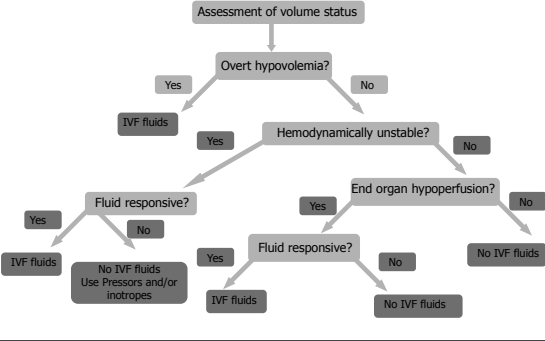 Assessment of volume status
Overt hypovolemia?
Yes
No
IVF fluids
Hemodynamically unstable?
Yes
No
Fluid responsive?
End organ hypoperfusion?
Yes
No
Yes
No
IVF fluids
No IVF fluids
Use Pressors and/or
inotropes
Fluid responsive?
No IVF fluids
Yes
No
IVF fluids
No IVF fluids